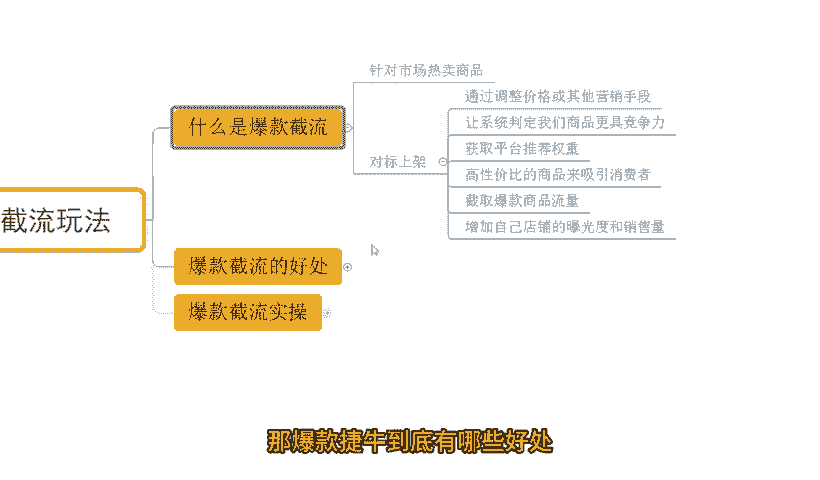 截流玩法
什么是爆款截流
针对市场热卖商品
对标上架
通过调整价格或其他营销手段
让系统判定我们商品更具竞争力
获取平台推荐权重
高性价比的商品来吸引消费者
截取爆款商品流量
增加自己店铺的曝光度和销售量
爆款截流的好处
爆款截流实操
那爆款捷牛到底有哪些好处